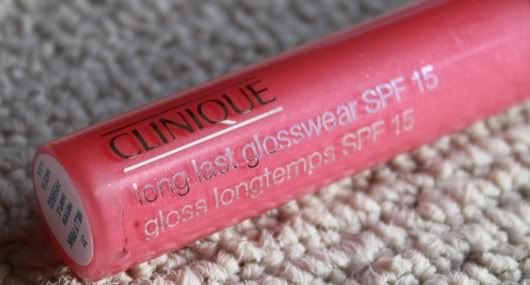 CLINIQUE
long last glosswear SPF 15
gloss longtemps SPF 15